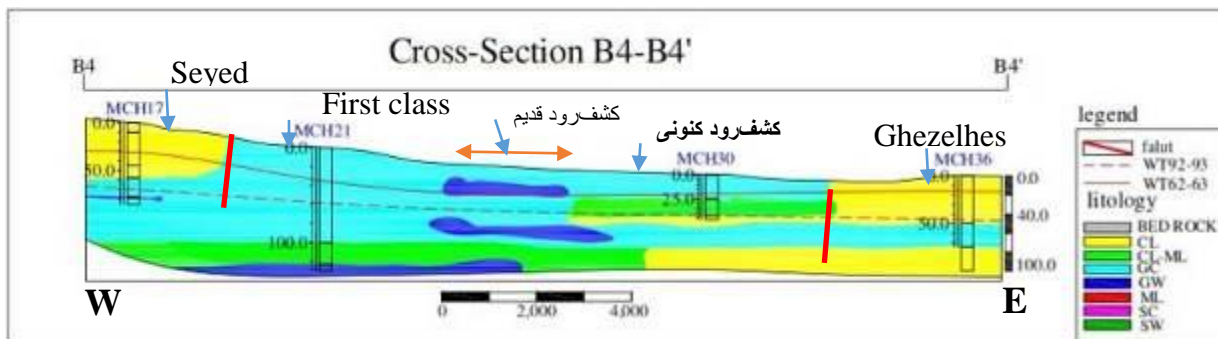 Cross-Section B4-B4'
B4
B4'
Seyed
First class
کشف‌رود قدیم
کشف‌رود کنونی
Ghezelhes
MCH17
MCH21
MCH30
MCH36
0.0
50.0
0.0
100.0
0.0
25.0
0.0
50.0
0.0
40.0
100.0
W
E
0
2,000
4,000
legend
falut
WT92-93
WT62-63
litology
BED ROCK
CL
CL-ML
GC
GW
ML
SC
SW